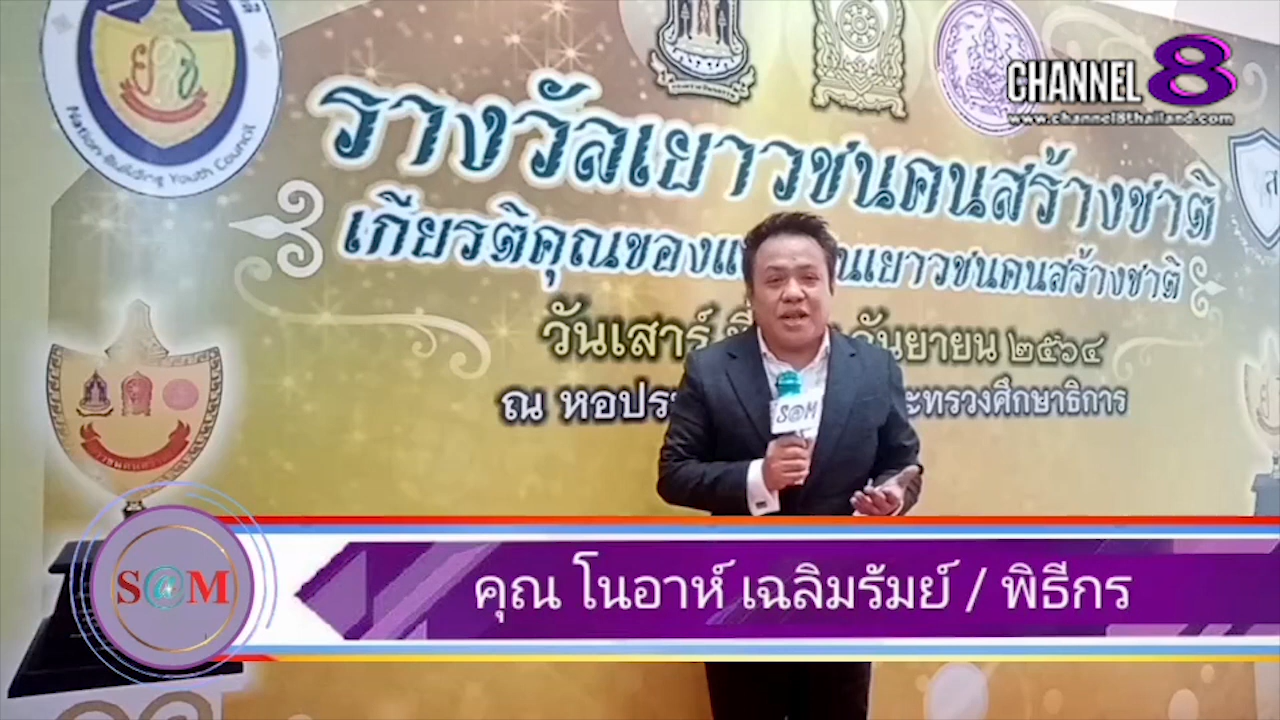 CHANNEL 8
www.channel8thailand.com
Nation-Building Youth Council
รางวัลเยาวชนคนสร้างชาติ
เกียรติคุณของแ
นเยาวชนคนสร้างชาติ
วันเสาร์
กันยายน ๒๕๖๔
ณ หอประ
ะทรวงศึกษาธิการ
S@M
S@M
คุณ โนอาห์ เฉลิมรัมย์ / พิธีกร